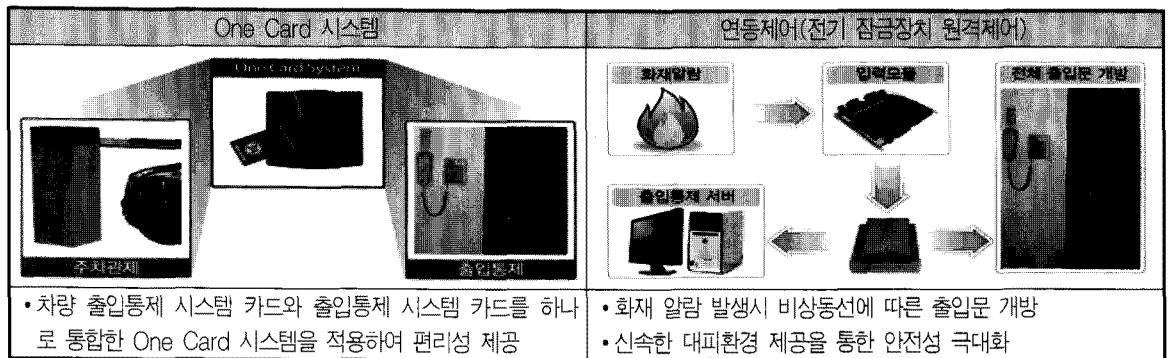 One Card 시스템
연동제어(전기 잠금장치 원격제어)
One Card System
주차관제
출입통제
화재알람
입력모듈
전체 출입문 개방
출입통제 서버
• 차량 출입통제 시스템 카드와 출입통제 시스템 카드를 하나
로 통합한 One Card 시스템을 적용하여 편리성 제공
• 화재 알람 발생시 비상동선에 따른 출입문 개방
• 신속한 대피환경 제공을 통한 안전성 극대화